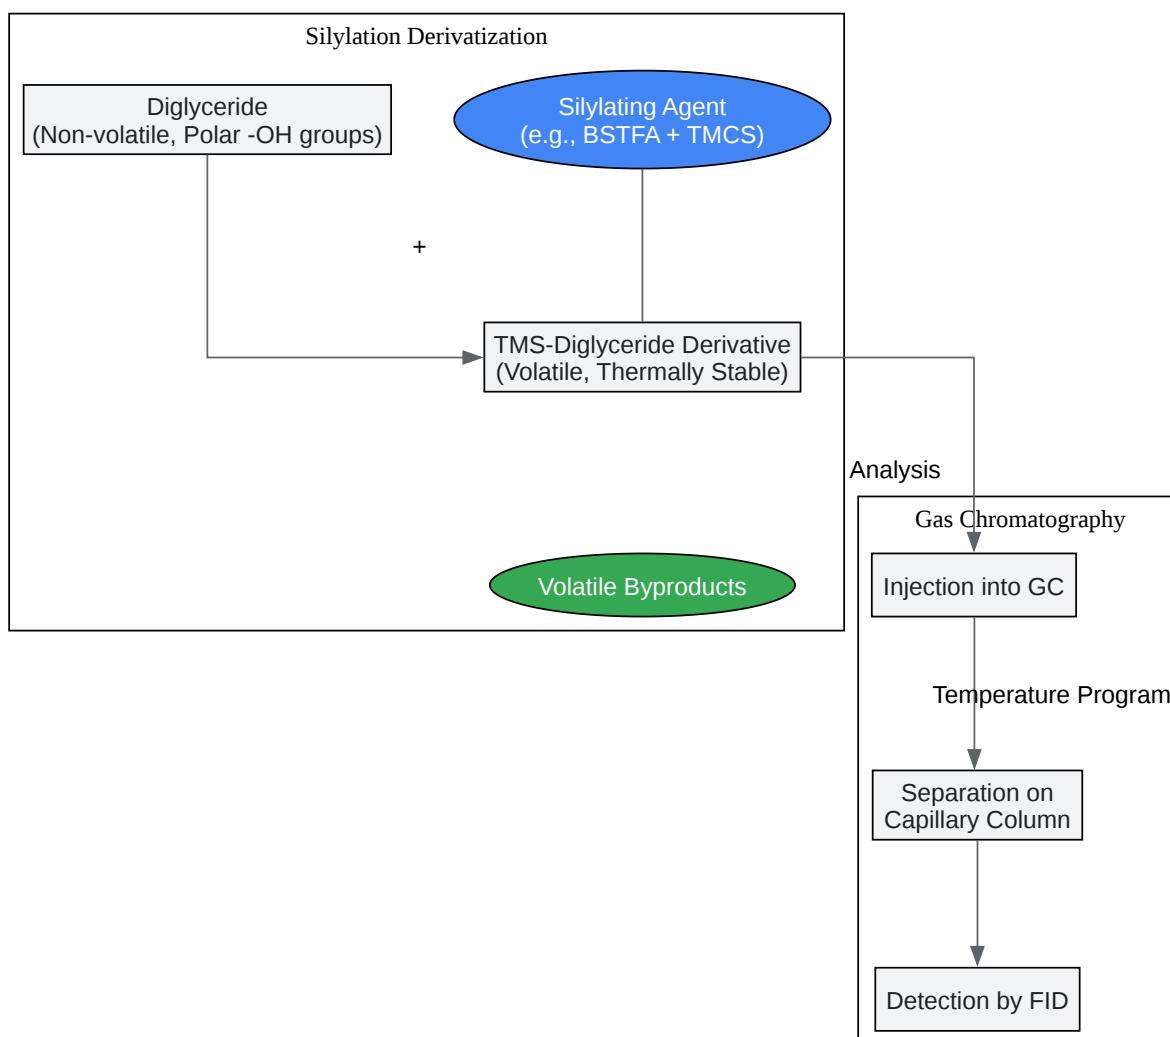 Silylation Derivatization
Diglyceride
(Non-volatile, Polar -OH groups)
Silylating Agent
(e.g., BSTFA + TMCS)
+
TMS-Diglyceride Derivative
(Volatile, Thermally Stable)
Analysis
Volatile Byproducts
Gas Chromatography
Injection into GC
Temperature Program
Separation on
Capillary Column
Detection by FID